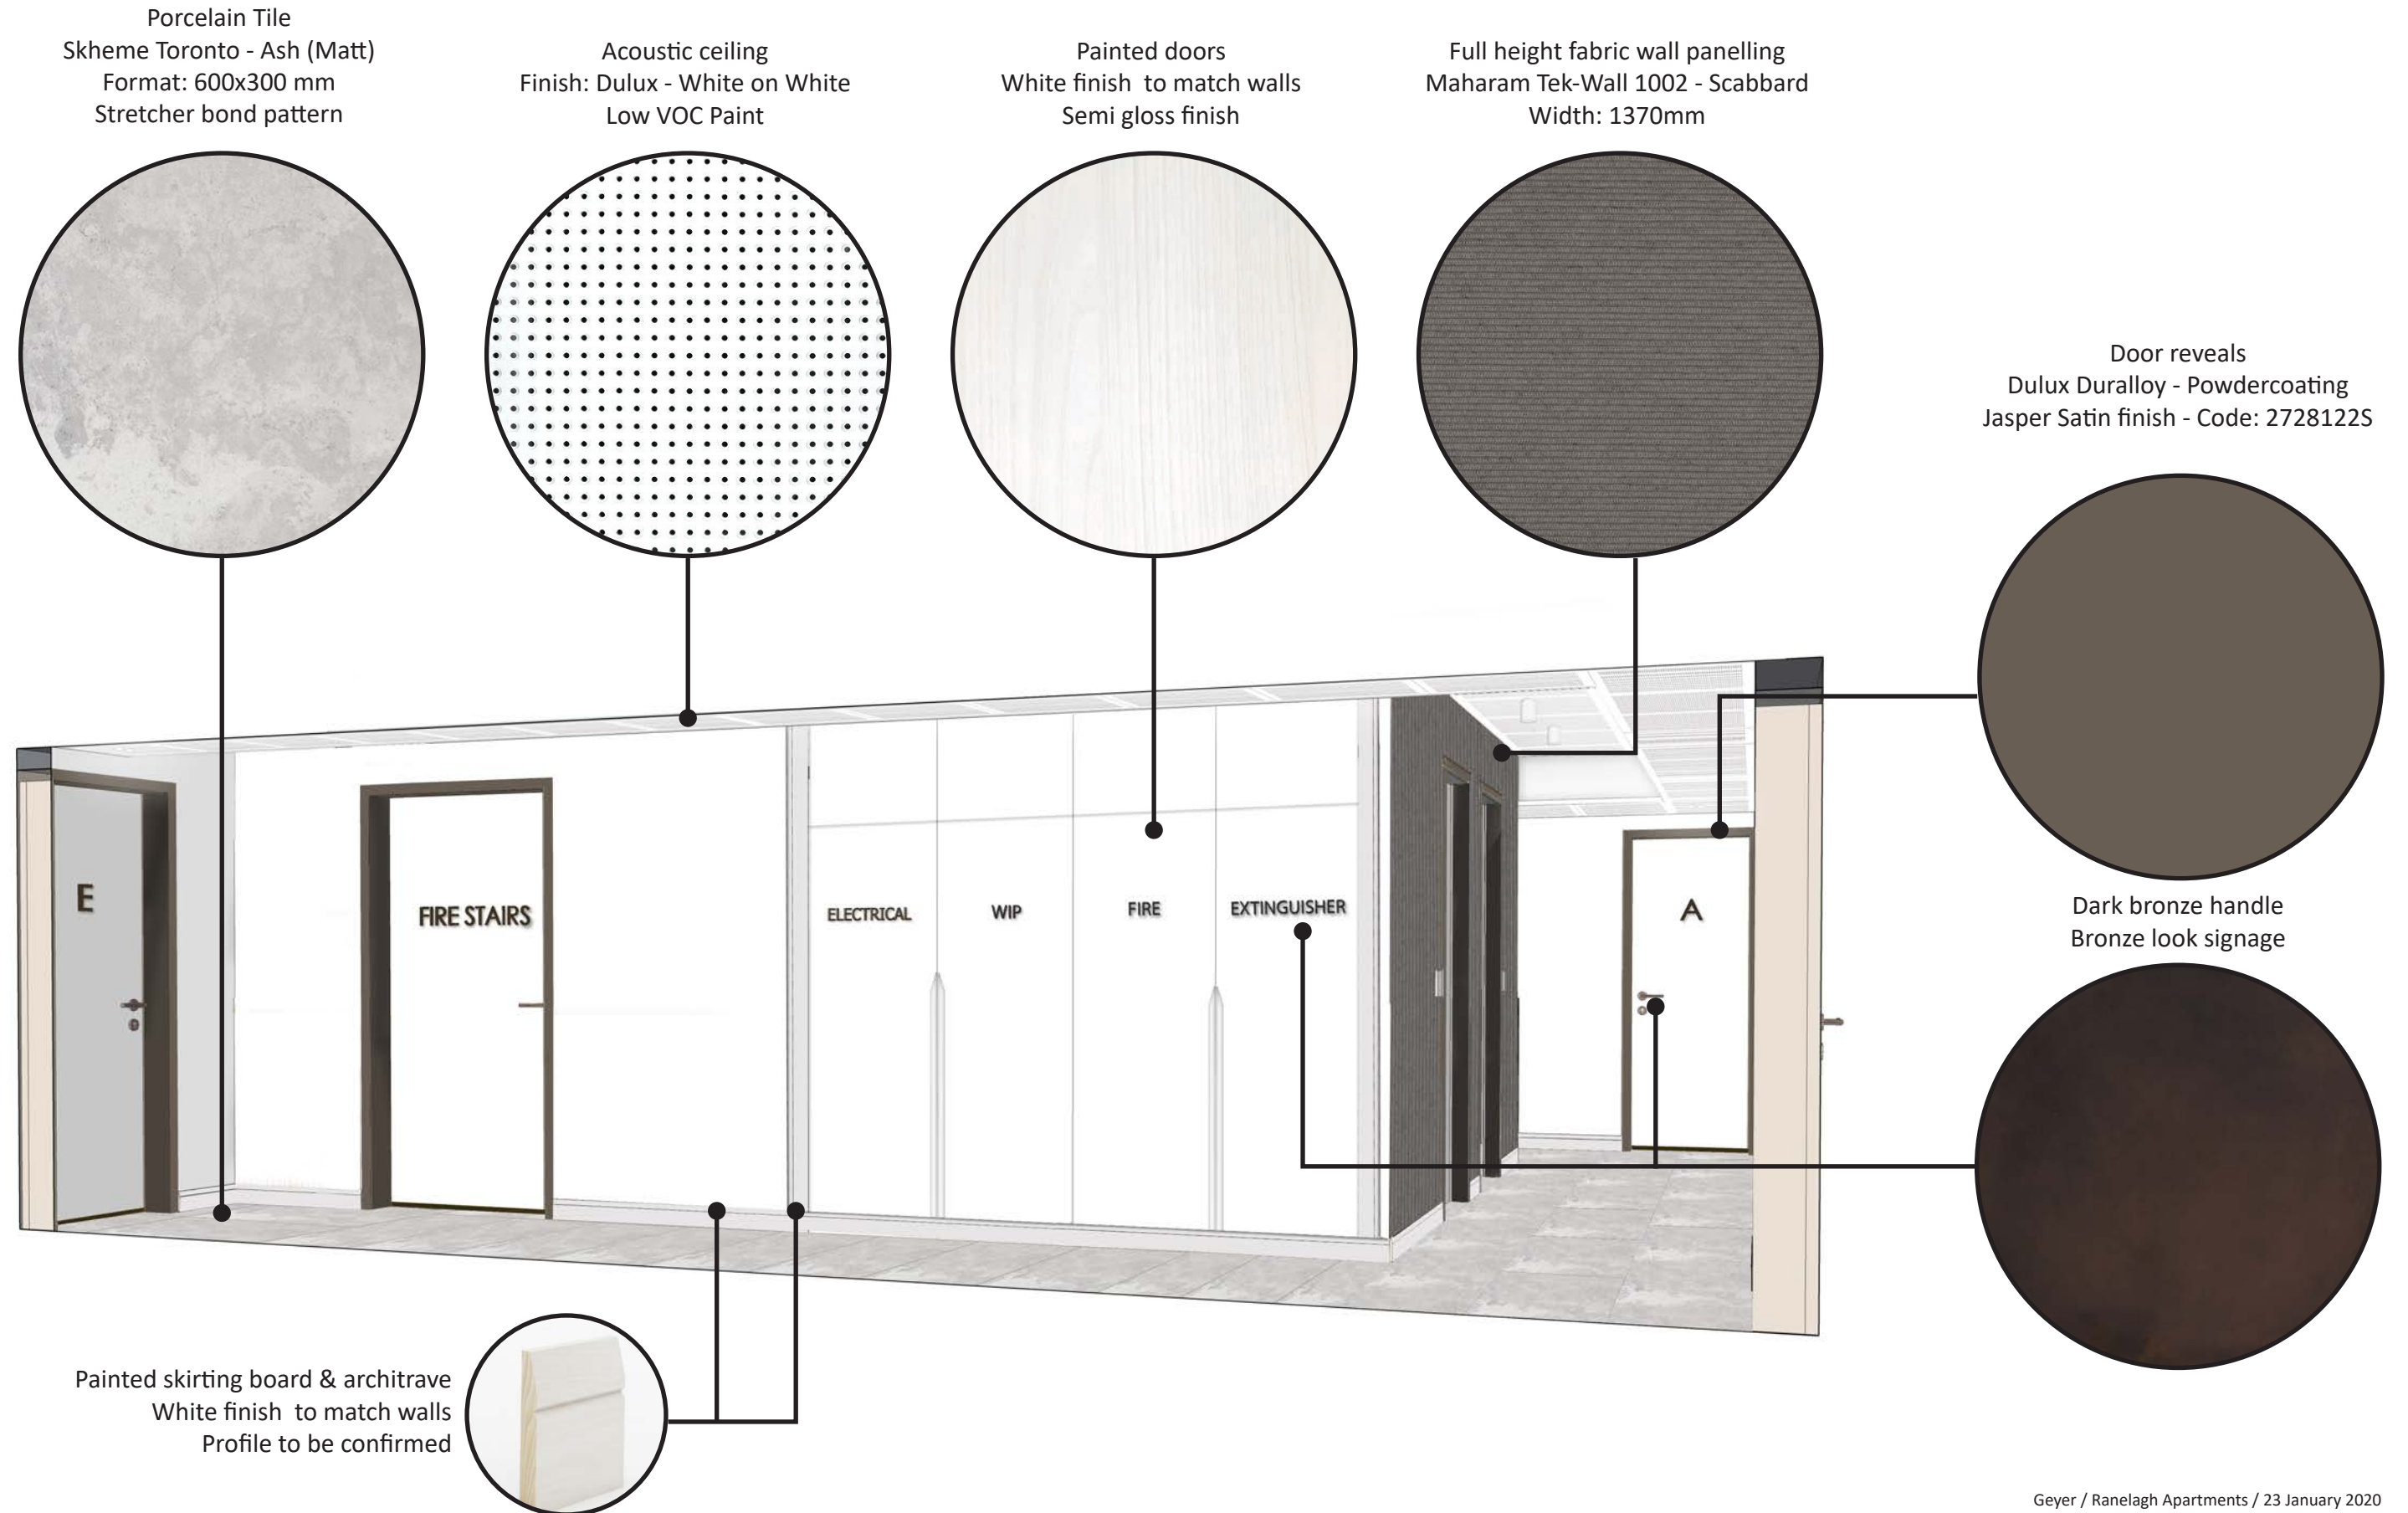 Porcelain Tile
Skheme Toronto - Ash (Matt)
Format: 600x300 mm
Stretcher bond pattern
Acoustic ceiling
Finish: Dulux - White on White
Low VOC Paint
Painted doors
White finish  to match walls
Semi gloss finish
Full height fabric wall panelling
Maharam Tek-Wall 1002 - Scabbard
Width: 1370mm
Door reveals
Dulux Duralloy - Powdercoating
Jasper Satin finish - Code: 2728122S
E
FIRE STAIRS
ELECTRICAL
WIP
FIRE
EXTINGUISHER
A
Dark bronze handle
Bronze look signage
Painted skirting board & architrave
White finish  to match walls
Profile to be confirmed
Geyer / Ranelagh Apartments / 23 January 2020